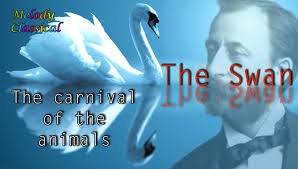 Melody
Classical
The Swan
The carnival
of the
animals